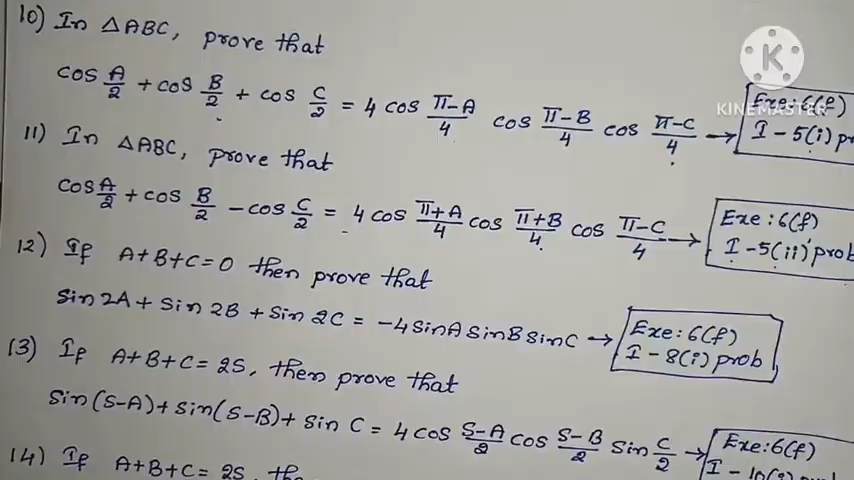 10) In △ABC, prove that
cos A/2 + cos B/2 + cos C/2 = 4 cos π-A/4 cos π-B/4 cos π-C/4 → Exe:6(f)
I - 5(i) pr
KINEMASTER
11) In △ABC, prove that
cos A/2 + cos B/2 - cos C/2 = 4 cos π+A/4 cos π+B/4 cos π-C/4 → Exe:6(f)
I - 5(ii) prob
12) If A+B+C=0 then prove that
sin 2A + sin 2B + sin 2C = -4 sinA sinB sinC → Exe:6(f)
I - 8(i) prob
13) If A+B+C = 2S, then prove that
sin(S-A) + sin(S-B) + sin C = 4 cos S-A/2 cos S-B/2 sin C/2 → Exe:6(f)
I - 10(i) prob
14) If A+B+C = 2S, the